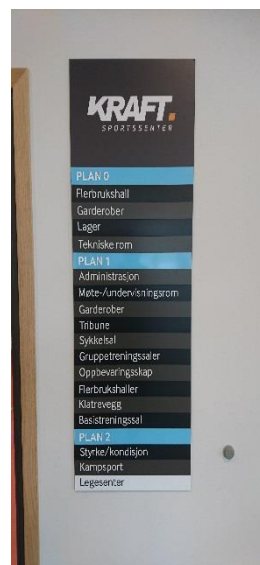 KRAFT.
SPORTSSENTER
PLAN 0
Flerbrukshall
Garderober
Lager
Tekniske rom
PLAN 1
Administrasjon
Møte-/undervisningsrom
Garderober
Tribune
Sykkelsal
Gruppetreningssaler
Oppbevaringsskap
Flerbrukshaller
Klatrevegg
Basistreningssal
PLAN 2
Styrke/kondisjon
Kampsport
Legesenter